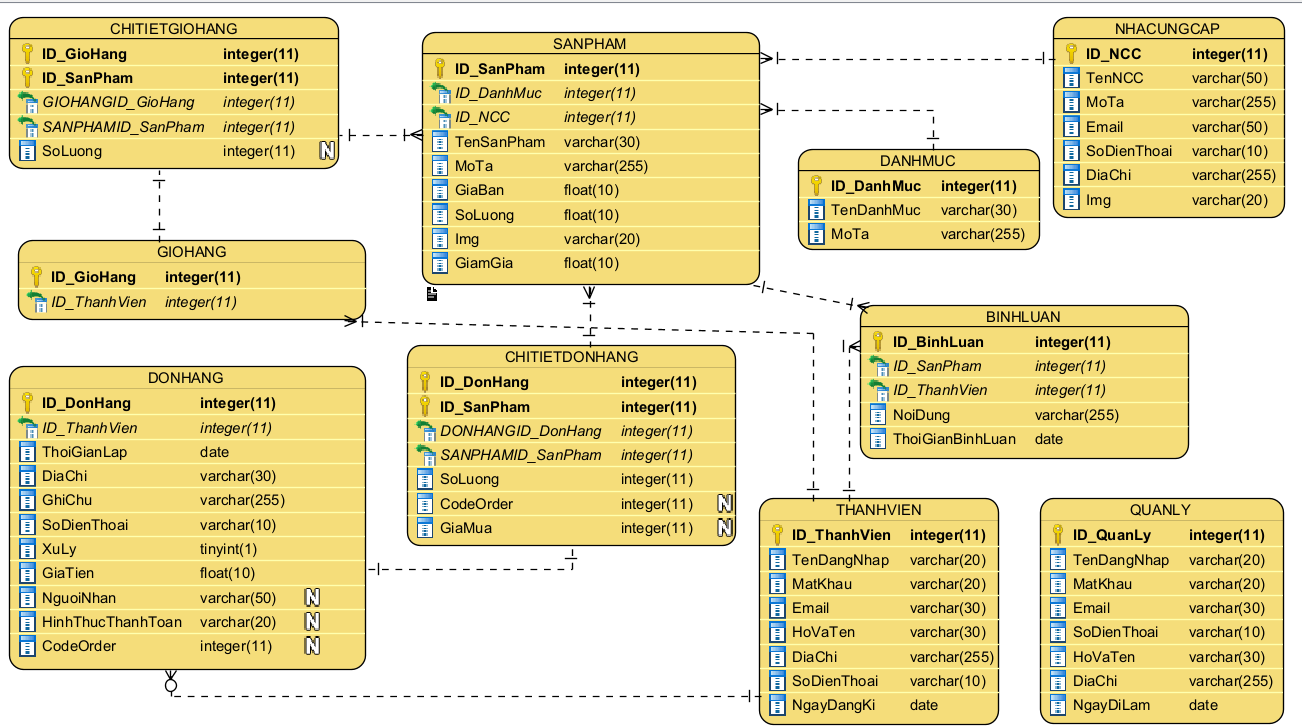 CHITIETGIOHANG
ID_GioHang integer(11)
ID_SanPham integer(11)
GIOHANGID_GioHang integer(11)
SANPHAMID_SanPham integer(11)
SoLuong integer(11) N
SANPHAM
ID_SanPham integer(11)
ID_DanhMuc integer(11)
ID_NCC integer(11)
TenSanPham varchar(30)
MoTa varchar(255)
GiaBan float(10)
SoLuong float(10)
Img varchar(20)
GiamGia float(10)
NHACUNGCAP
ID_NCC integer(11)
TenNCC varchar(50)
MoTa varchar(255)
Email varchar(50)
SoDienThoai varchar(10)
DiaChi varchar(255)
Img varchar(20)
DANHMUC
ID_DanhMuc integer(11)
TenDanhMuc varchar(30)
MoTa varchar(255)
GIOHANG
ID_GioHang integer(11)
ID_ThanhVien integer(11)
BINHLUAN
ID_BinhLuan integer(11)
ID_SanPham integer(11)
ID_ThanhVien integer(11)
NoiDung varchar(255)
ThoiGianBinhLuan date
DONHANG
ID_DonHang integer(11)
ID_ThanhVien integer(11)
ThoiGianLap date
DiaChi varchar(30)
GhiChu varchar(255)
SoDienThoai varchar(10)
XuLy tinyint(1)
GiaTien float(10)
NguoiNhan varchar(50) N
HinhThucThanhToan varchar(20) N
CodeOrder integer(11) N
CHITIETDONHANG
ID_DonHang integer(11)
ID_SanPham integer(11)
DONHANGID_DonHang integer(11)
SANPHAMID_SanPham integer(11)
SoLuong integer(11)
CodeOrder integer(11) N
GiaMua integer(11) N
THANHVIEN
ID_ThanhVien integer(11)
TenDangNhap varchar(20)
MatKhau varchar(20)
Email varchar(30)
HoVaTen varchar(30)
DiaChi varchar(255)
SoDienThoai varchar(10)
NgayDangKi date
QUANLY
ID_QuanLy integer(11)
TenDangNhap varchar(20)
MatKhau varchar(20)
Email varchar(30)
SoDienThoai varchar(10)
HoVaTen varchar(30)
DiaChi varchar(255)
NgayDiLam date